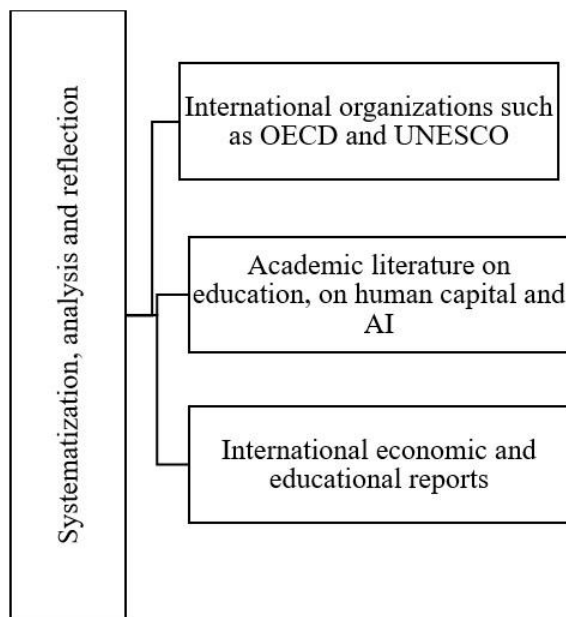 Systematization, analysis and reflection
International organizations such
as OECD and UNESCO
Academic literature on
education, on human capital and
AI
International economic and
educational reports